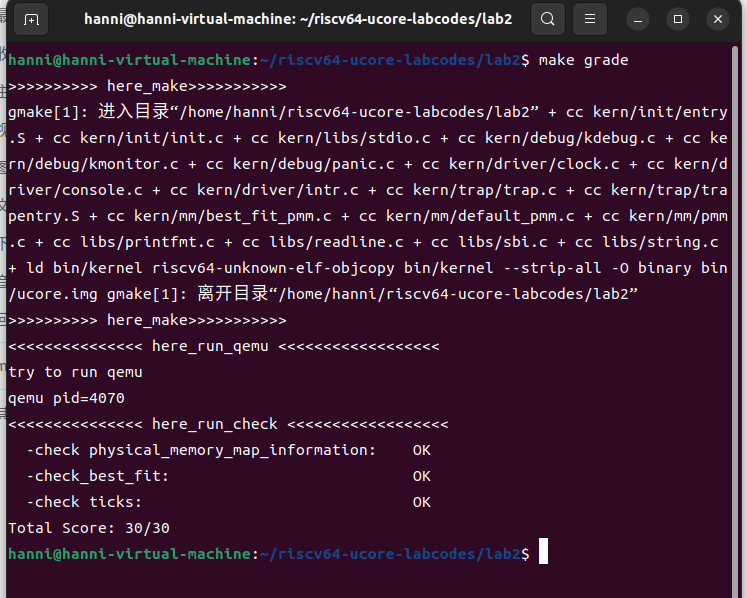 hanni@hanni-virtual-machine: ~/riscv64-ucore-labcodes/lab2
hanni@hanni-virtual-machine:~/riscv64-ucore-labcodes/lab2$ make grade
>>>>>>>>>> here_make>>>>>>>>>>>
gmake[1]: 进入目录“/home/hanni/riscv64-ucore-labcodes/lab2” + cc kern/init/entry
.S + cc kern/init/init.c + cc kern/libs/stdio.c + cc kern/debug/kdebug.c + cc ke
rn/debug/kmonitor.c + cc kern/debug/panic.c + cc kern/driver/clock.c + cc kern/d
river/console.c + cc kern/driver/intr.c + cc kern/trap/trap.c + cc kern/trap/tra
pentry.S + cc kern/mm/best_fit_pmm.c + cc kern/mm/default_pmm.c + cc kern/mm/pmm
.c + cc libs/printfmt.c + cc libs/readline.c + cc libs/sbi.c + cc libs/string.c
+ ld bin/kernel riscv64-unknown-elf-objcopy bin/kernel --strip-all -O binary bin
/ucore.img gmake[1]: 离开目录“/home/hanni/riscv64-ucore-labcodes/lab2”
>>>>>>>>>> here_make>>>>>>>>>>>
<<<<<<<<<<<<<<< here_run_qemu <<<<<<<<<<<<<<<<<<
try to run qemu
qemu pid=4070
<<<<<<<<<<<<<<< here_run_check <<<<<<<<<<<<<<<<<<
-check physical_memory_map_information: OK
-check_best_fit: OK
-check ticks: OK
Total Score: 30/30
hanni@hanni-virtual-machine:~/riscv64-ucore-labcodes/lab2$